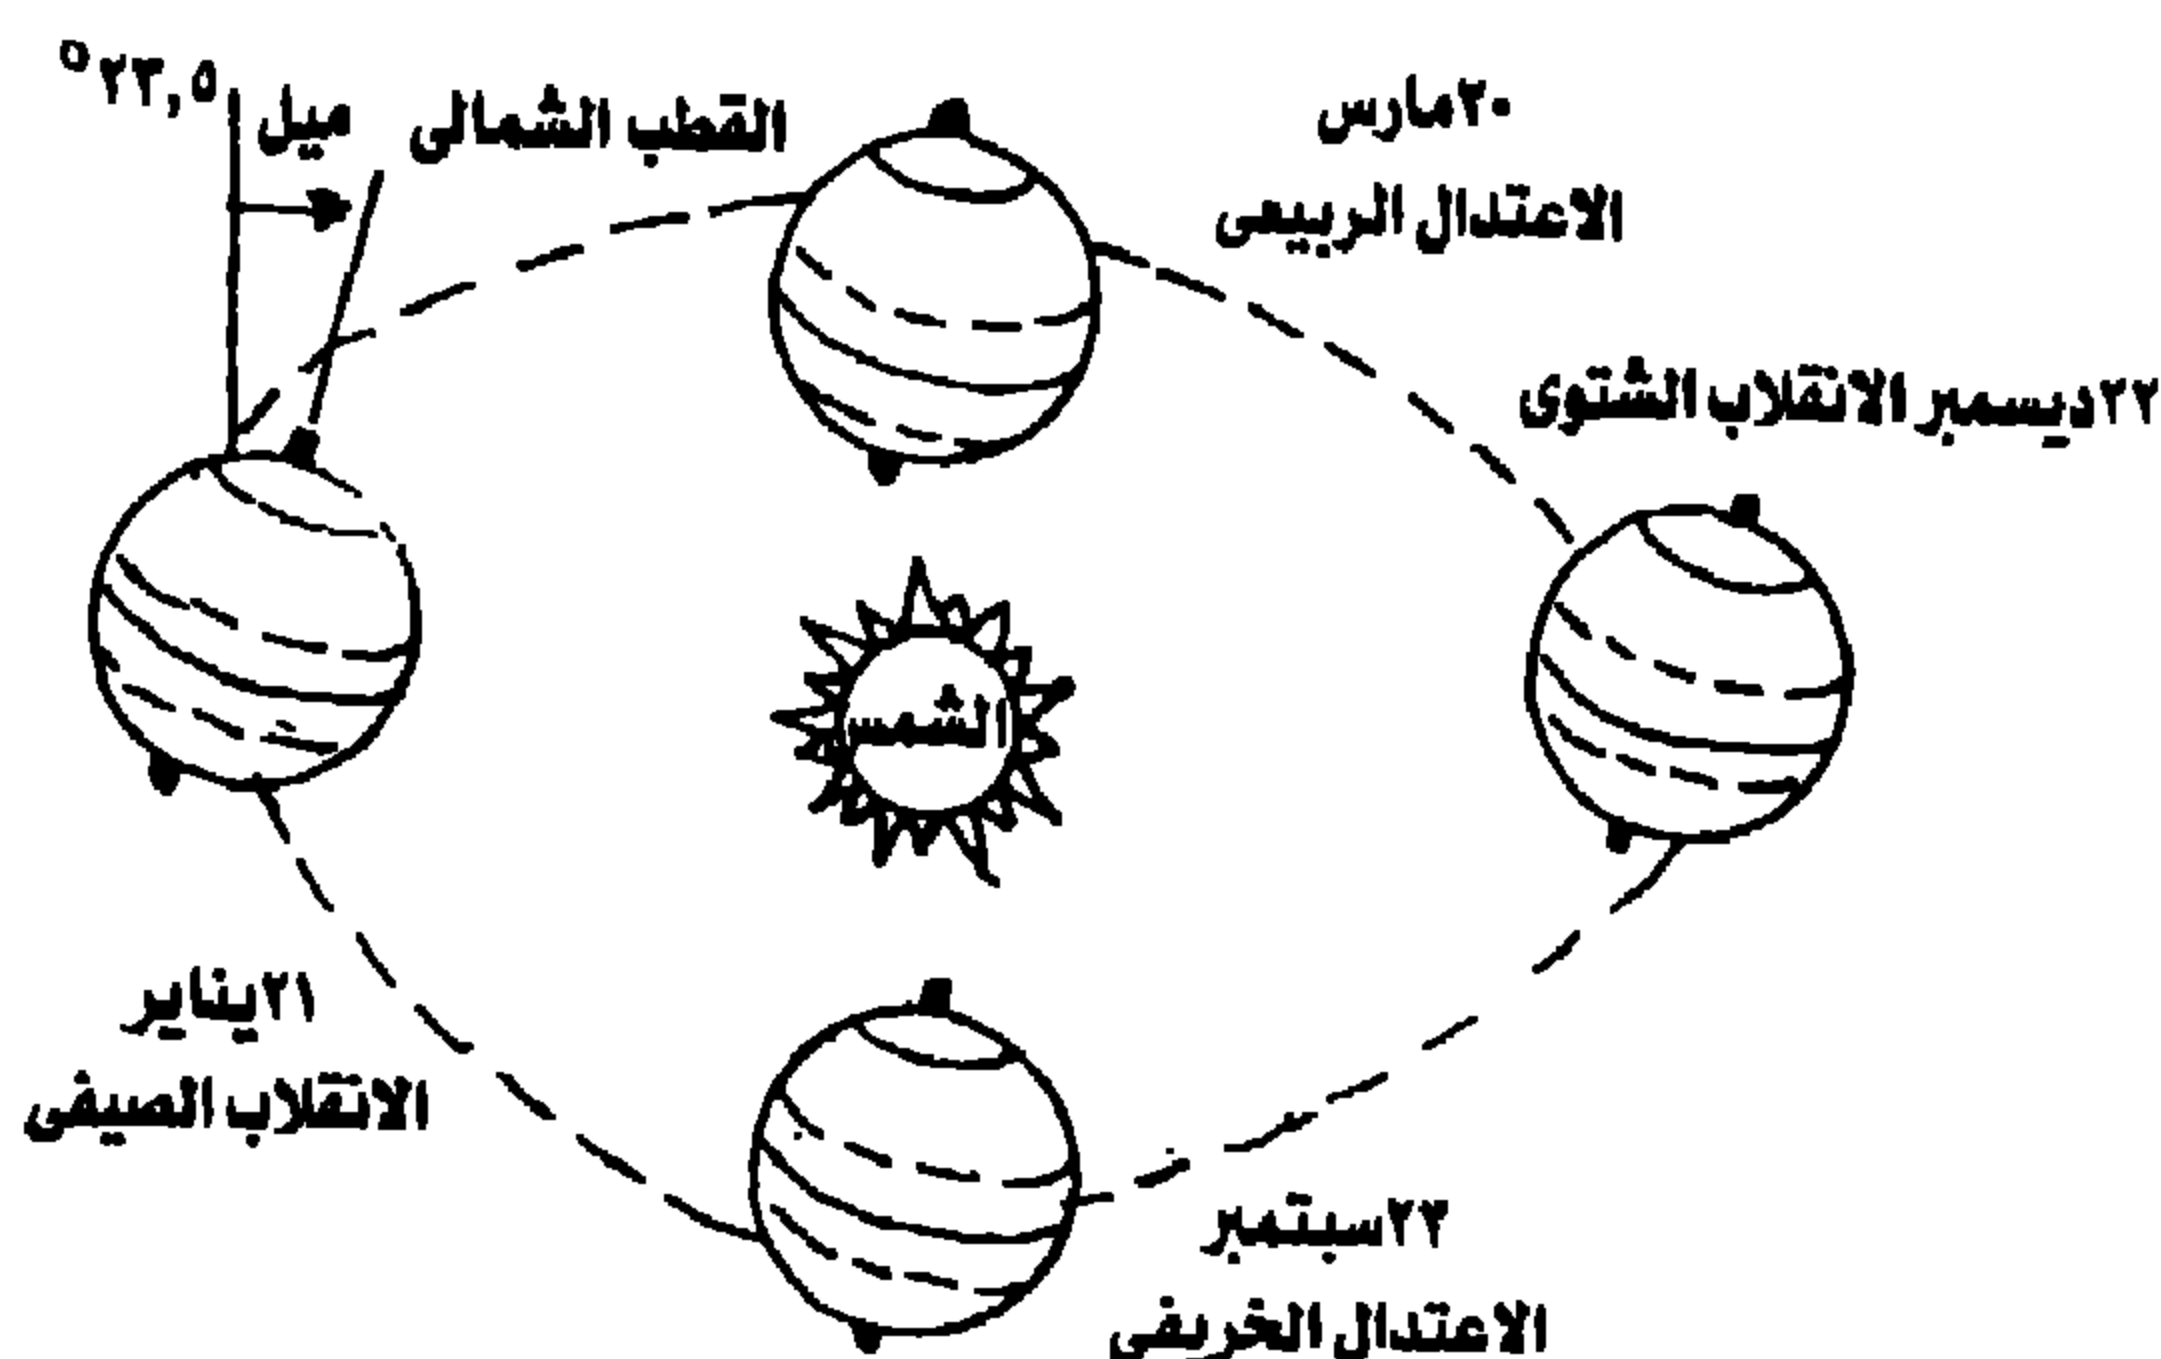 ٢٣,٥°
ميل
القطب الشمالى
٢٠مارس
الاعتدال الربيعى
٢٢ديسمبر الانقلاب الشتوى
الشمس
٢١يناير
الانقلاب الصيفى
٢٣سبتمبر
الاعتدال الخريفى